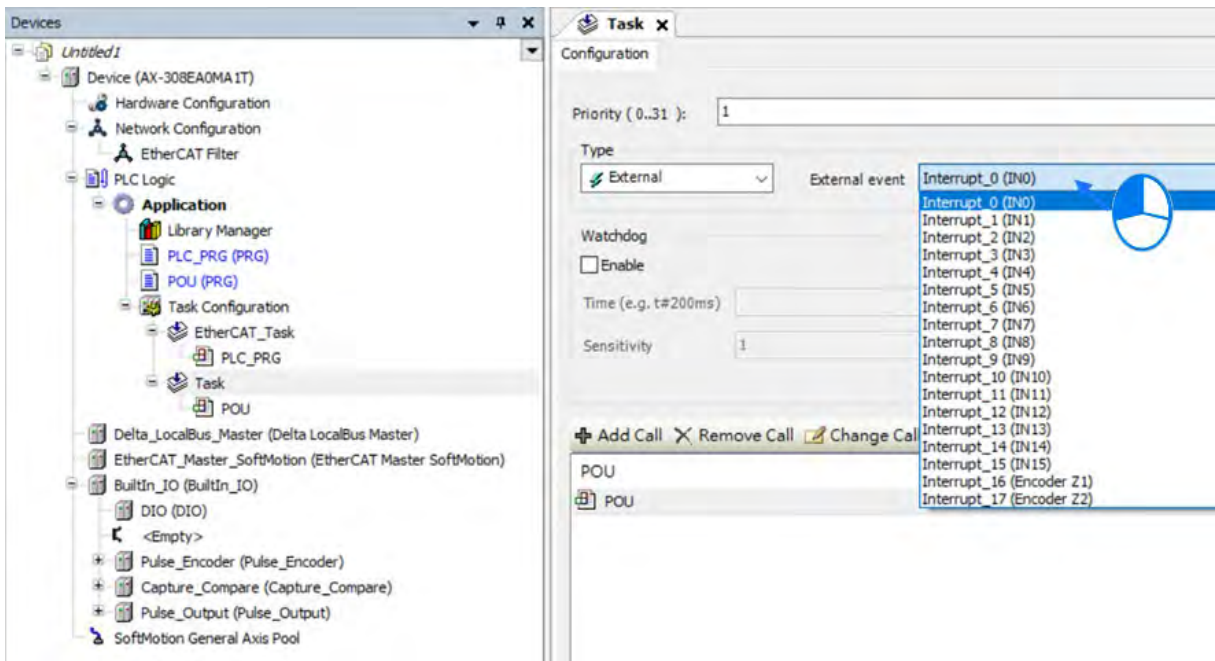 Devices
Untitled1
Device (AX-308EA0MA1T)
Hardware Configuration
Network Configuration
EtherCAT Filter
PLC Logic
Application
Library Manager
PLC_PRG (PRG)
POU (PRG)
Task Configuration
EtherCAT_Task
PLC_PRG
Task
POU
Delta_LocalBus_Master (Delta LocalBus Master)
EtherCAT_Master_SoftMotion (EtherCAT Master SoftMotion)
BuiltIn_IO (BuiltIn_IO)
DIO (DIO)
<Empty>
Pulse_Encoder (Pulse_Encoder)
Capture_Compare (Capture_Compare)
Pulse_Output (Pulse_Output)
SoftMotion General Axis Pool
Task
Configuration
Priority ( 0..31 ): 1
Type
External External event Interrupt_0 (IN0)
Interrupt_0 (IN0)
Interrupt_1 (IN1)
Interrupt_2 (IN2)
Interrupt_3 (IN3)
Interrupt_4 (IN4)
Interrupt_5 (IN5)
Interrupt_6 (IN6)
Interrupt_7 (IN7)
Interrupt_8 (IN8)
Interrupt_9 (IN9)
Interrupt_10 (IN10)
Interrupt_11 (IN11)
Interrupt_12 (IN12)
Interrupt_13 (IN13)
Interrupt_14 (IN14)
Interrupt_15 (IN15)
Interrupt_16 (Encoder Z1)
Interrupt_17 (Encoder Z2)
Watchdog
Enable
Time (e.g. t#200ms)
Sensitivity 1
Add Call Remove Call Change Cal
POU
POU